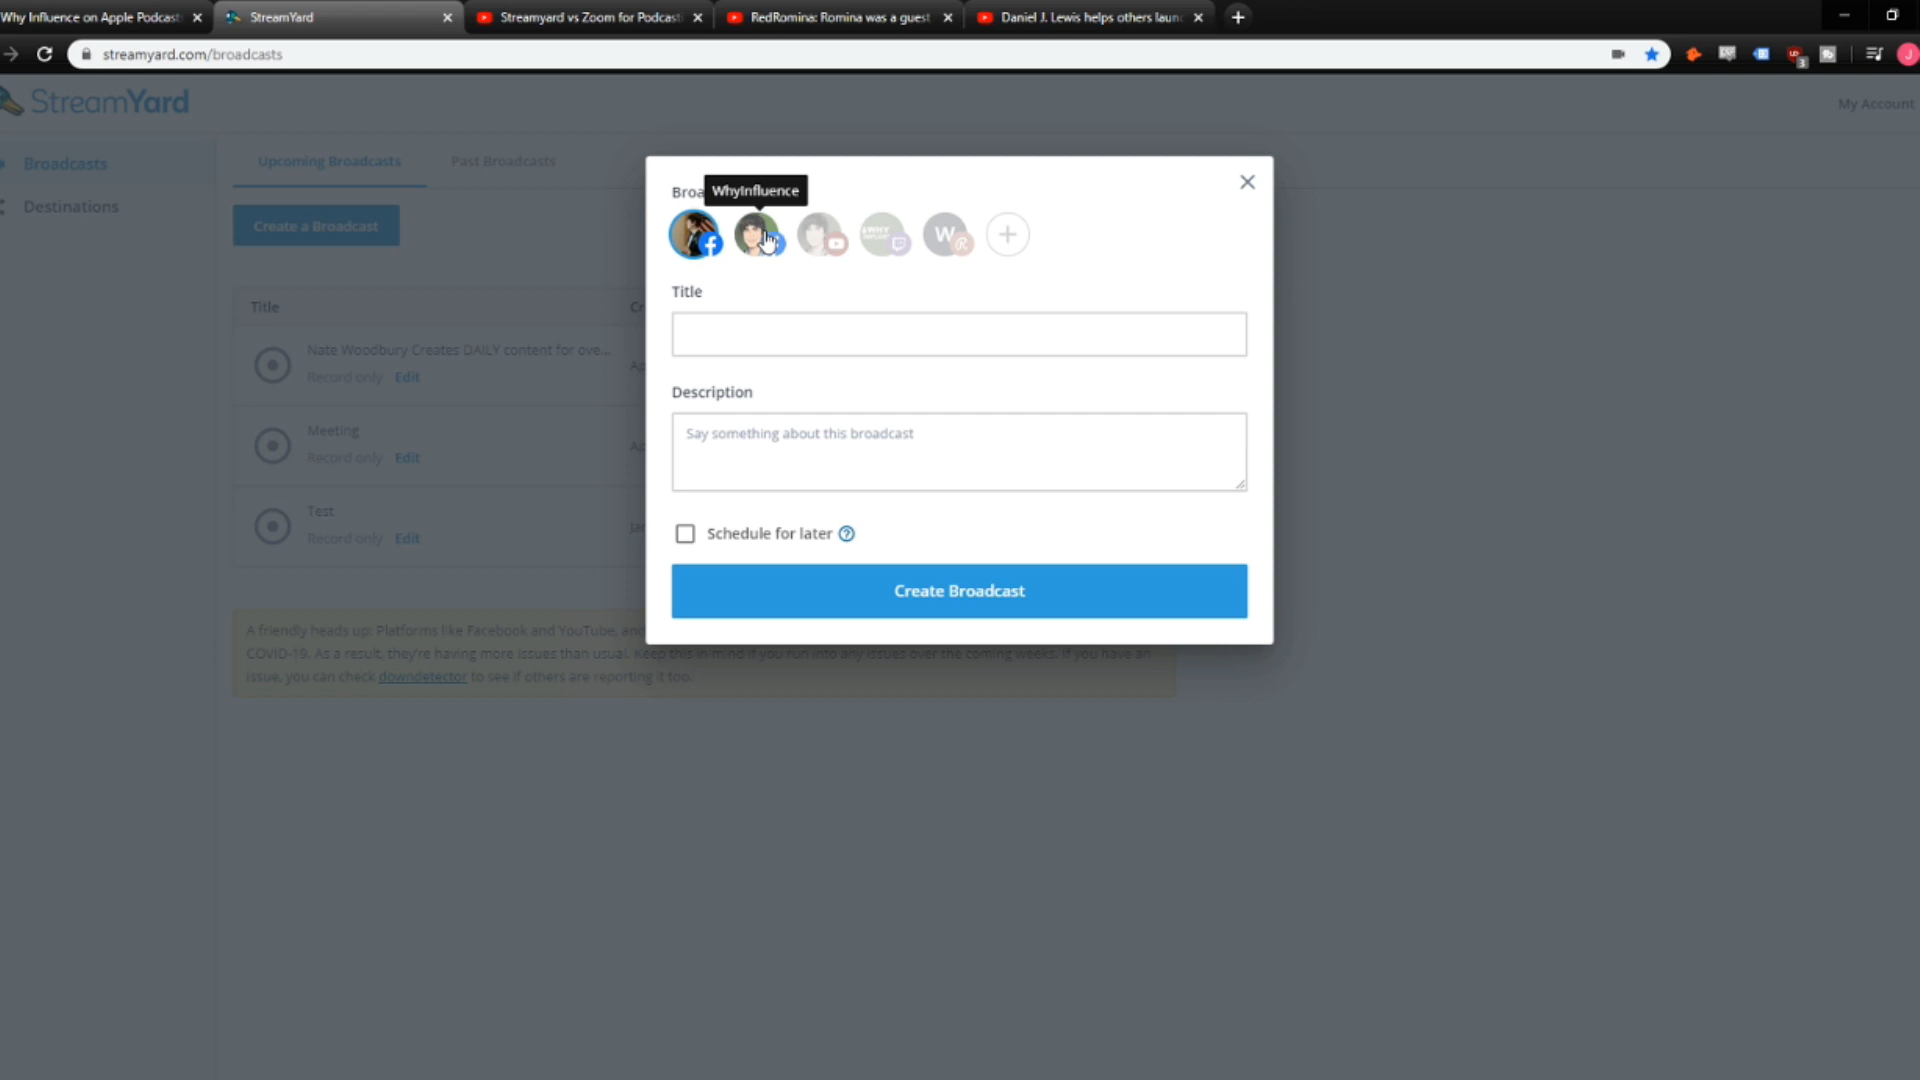 Why Influence on Apple Podcast
StreamYard
Streamyard vs Zoom for Podcast
RedRomina: Romina was a guest
Daniel J. Lewis helps others laun
streamyard.com/broadcasts
3
J
StreamYard
My Account
Broadcasts
Destinations
Upcoming Broadcasts
Past Broadcasts
Create a Broadcast
Broa
WhyInfluence
WHY
W
Title
Description
Say something about this broadcast
Schedule for later
Create Broadcast
Title
Cr
Nate Woodbury Creates DAILY content for ove...
Record only Edit
Ap
Meeting
Record only Edit
Ap
Test
Record only Edit
Jan
A friendly heads up: Platforms like Facebook and YouTube, and
COVID-19. As a result, they're having more issues than usual. Keep this in mind if you run into any issues over the coming weeks. If you have an
issue, you can check downdetector to see if others are reporting it too.